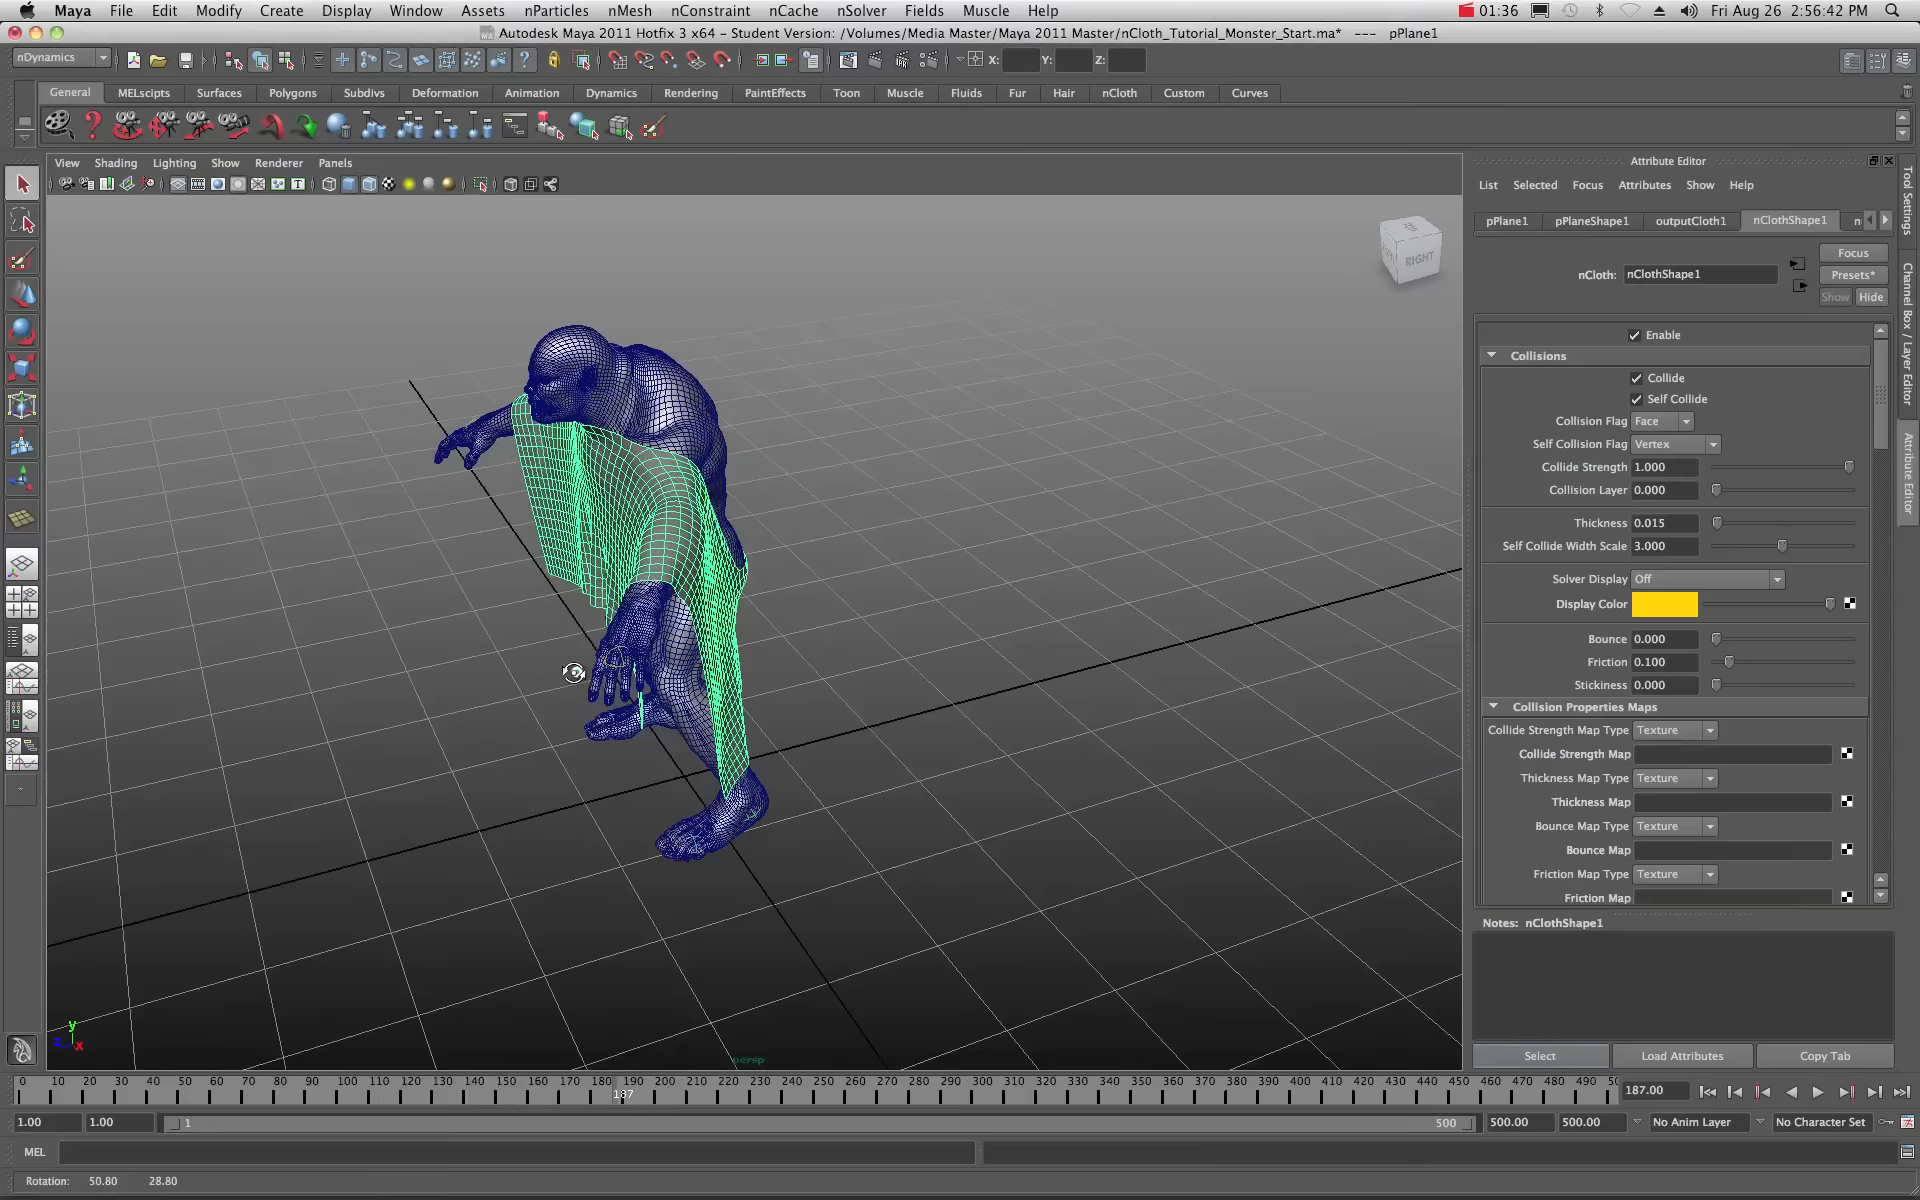 Maya File Edit Modify Create Display Window Assets nParticles nMesh nConstraint nCache nSolver Fields Muscle Help 01:36 Fri Aug 26 2:56:42 PM
Autodesk Maya 2011 Hotfix 3 x64 - Student Version: /Volumes/Media Master/Maya 2011 Master/nCloth_Tutorial_Monster_Start.ma* --- pPlane1
nDynamics X: Y: Z:
General MELscipts Surfaces Polygons Subdivs Deformation Animation Dynamics Rendering PaintEffects Toon Muscle Fluids Fur Hair nCloth Custom Curves
View Shading Lighting Show Renderer Panels
RIGHT
persp
y
z
x
Attribute Editor
List Selected Focus Attributes Show Help
pPlane1 pPlaneShape1 outputCloth1 nClothShape1 n
Focus
nCloth: nClothShape1 Presets*
Show Hide
Enable
Collisions
Collide
Self Collide
Collision Flag Face
Self Collision Flag Vertex
Collide Strength 1.000
Collision Layer 0.000
Thickness 0.015
Self Collide Width Scale 3.000
Solver Display Off
Display Color
Bounce 0.000
Friction 0.100
Stickiness 0.000
Collision Properties Maps
Collide Strength Map Type Texture
Collide Strength Map
Thickness Map Type Texture
Thickness Map
Bounce Map Type Texture
Bounce Map
Friction Map Type Texture
Friction Map
Notes: nClothShape1
Select Load Attributes Copy Tab
Tool Settings
Channel Box / Layer Editor
Attribute Editor
0 10 20 30 40 50 60 70 80 90 100 110 120 130 140 150 160 170 180 190 200 210 220 230 240 250 260 270 280 290 300 310 320 330 340 350 360 370 380 390 400 410 420 430 440 450 460 470 480 490
187
187.00
1.00 1.00 1 500 500.00 500.00 No Anim Layer No Character Set
MEL
Rotation: 50.80 28.80